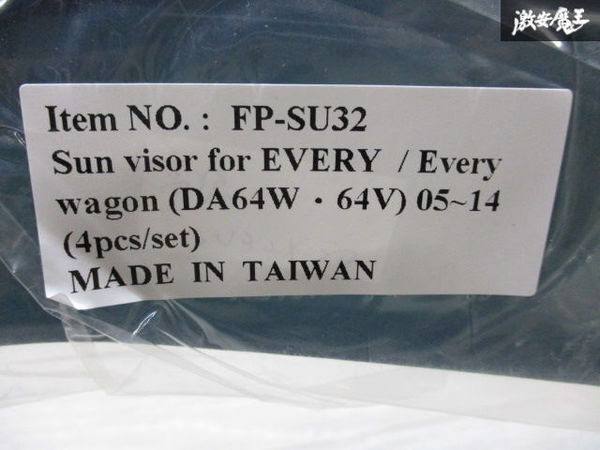 激安魔王
Item NO. : FP-SU32
Sun visor for EVERY / Every
wagon (DA64W・64V) 05~14
(4pcs/set)
MADE IN TAIWAN